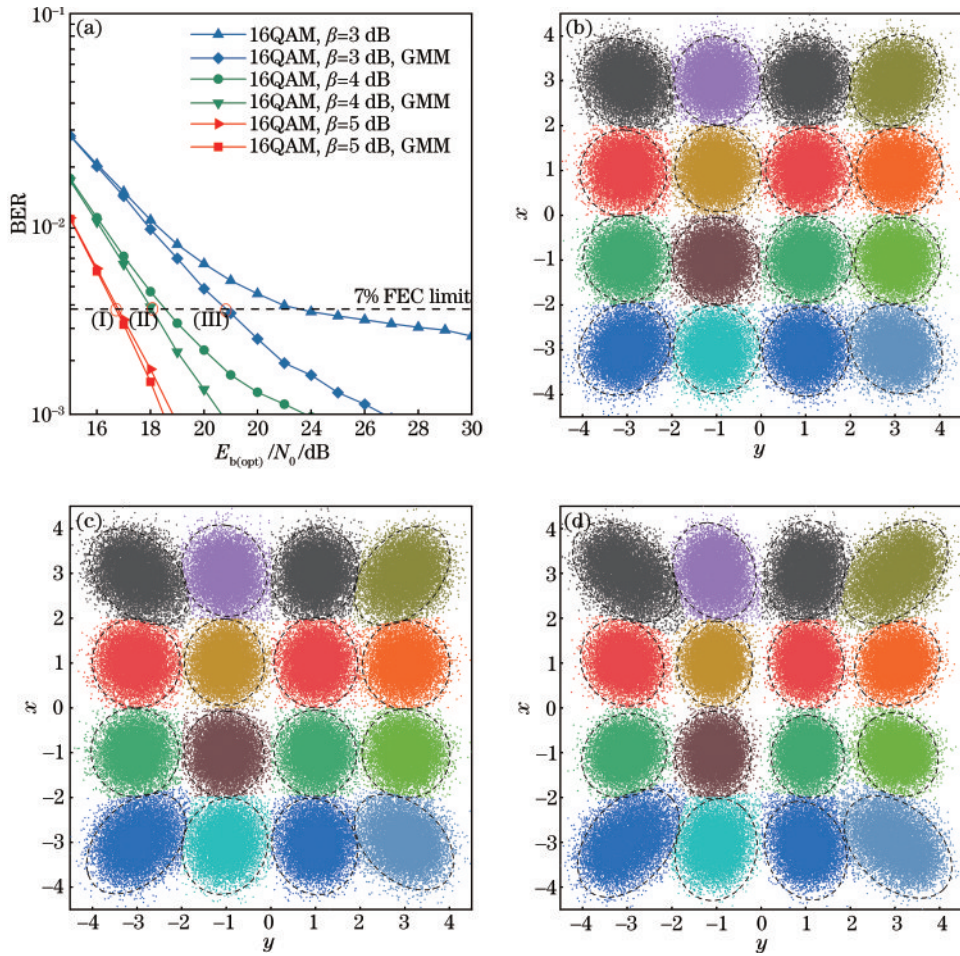 10⁻¹
(a)
16QAM, β=3 dB
16QAM, β=3 dB, GMM
16QAM, β=4 dB
16QAM, β=4 dB, GMM
16QAM, β=5 dB
16QAM, β=5 dB, GMM
BER
10⁻²
7% FEC limit
(I) (II) (III)
10⁻³
16 18 20 20 24 26 28 30
E_b(opt)/N₀/dB
(b)
4
3
2
1
x
0
−1
−2
−3
−4
−4 −3 −2 −1 0 1 2 3 4
y
(c)
4
3
2
1
x
0
−1
−2
−3
−4
−4 −3 −2 −1 0 1 2 3 4
y
(d)
4
3
2
1
x
0
−1
−2
−3
−4
−4 −3 −2 −1 0 1 2 3 4
y